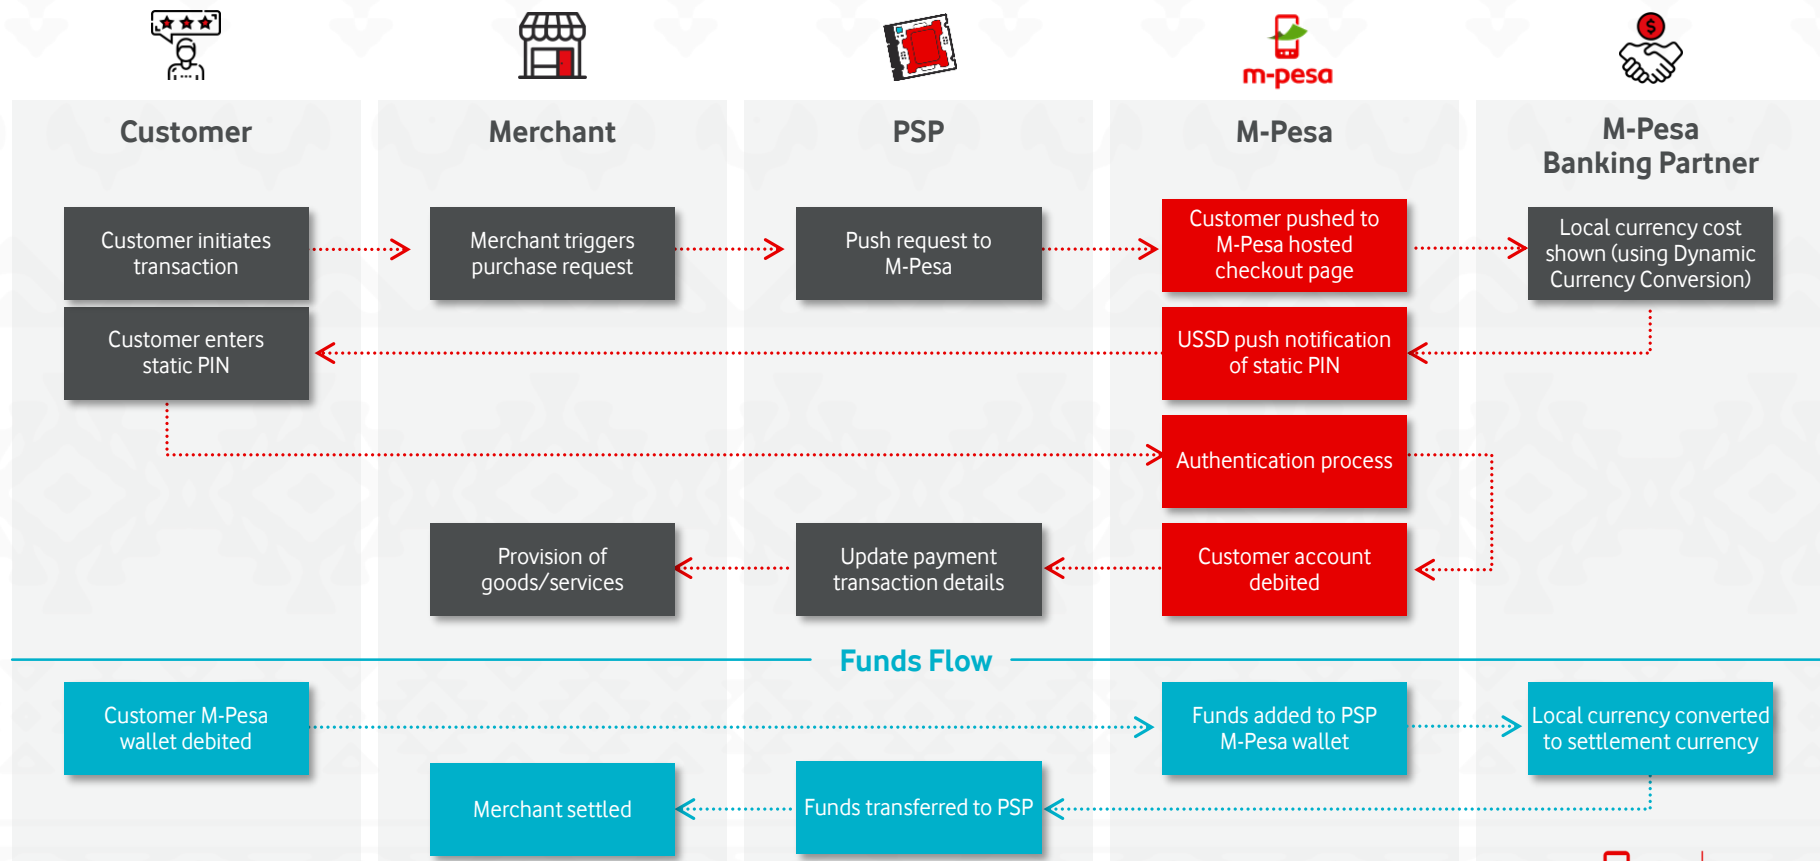 m-pesa
Customer
Merchant
PSP
M-Pesa
M-Pesa
Banking Partner
Customer initiates
transaction
Merchant triggers
purchase request
Push request to
M-Pesa
Customer pushed to
M-Pesa hosted
checkout page
Local currency cost
shown (using Dynamic
Currency Conversion)
Customer enters
static PIN
USSD push notification
of static PIN
Authentication process
Provision of
goods/services
Update payment
transaction details
Customer account
debited
Funds Flow
Customer M-Pesa
wallet debited
Funds added to PSP
M-Pesa wallet
Local currency converted
to settlement currency
Merchant settled
Funds transferred to PSP